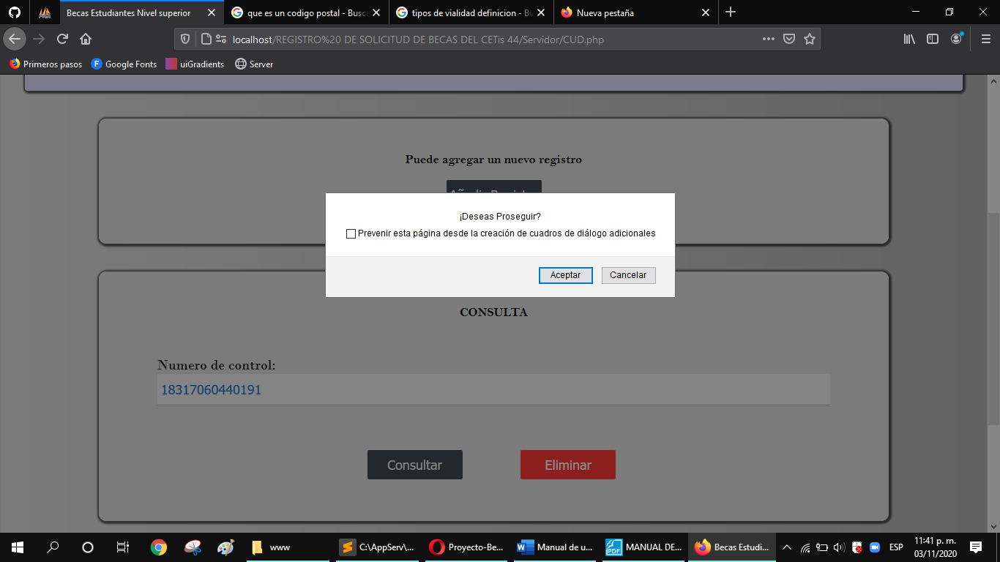 Becas Estudiantes Nivel superior
que es un codigo postal - Busc
tipos de vialidad definicion - Bu
Nueva pestaña
localhost/REGISTRO%20 DE SOLICITUD DE BECAS DEL CETis 44/Servidor/CUD.php
Primeros pasos
Google Fonts
uiGradients
Server
Puede agregar un nuevo registro
¡Deseas Proseguir?
Prevenir esta página desde la creación de cuadros de diálogo adicionales
Aceptar
Cancelar
CONSULTA
Numero de control:
18317060440191
Consultar
Eliminar
www
C:\AppServ\...
Proyecto-Be...
Manual de u...
MANUAL DE...
Becas Estudi...
ESP
11:41 p. m.
03/11/2020